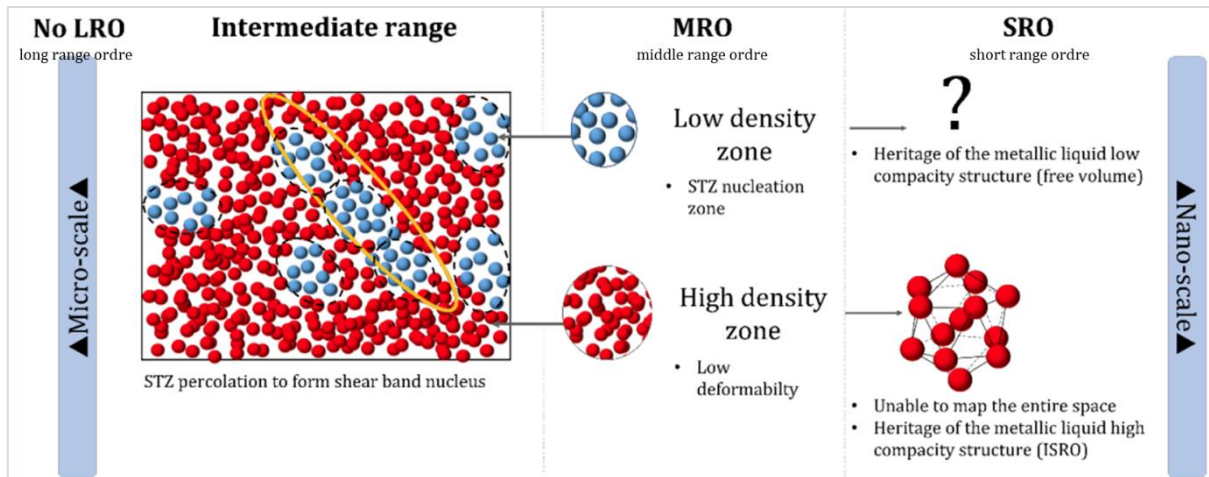 No LRO
long range ordre
Intermediate range
MRO
middle range ordre
SRO
short range ordre
▲Micro-scale▲
STZ percolation to form shear band nucleus
Low density
zone
• STZ nucleation
zone
High density
zone
• Low
deformabilty
?
• Heritage of the metallic liquid low
compacity structure (free volume)
• Unable to map the entire space
• Heritage of the metallic liquid high
compacity structure (ISRO)
▲Nano-scale▲